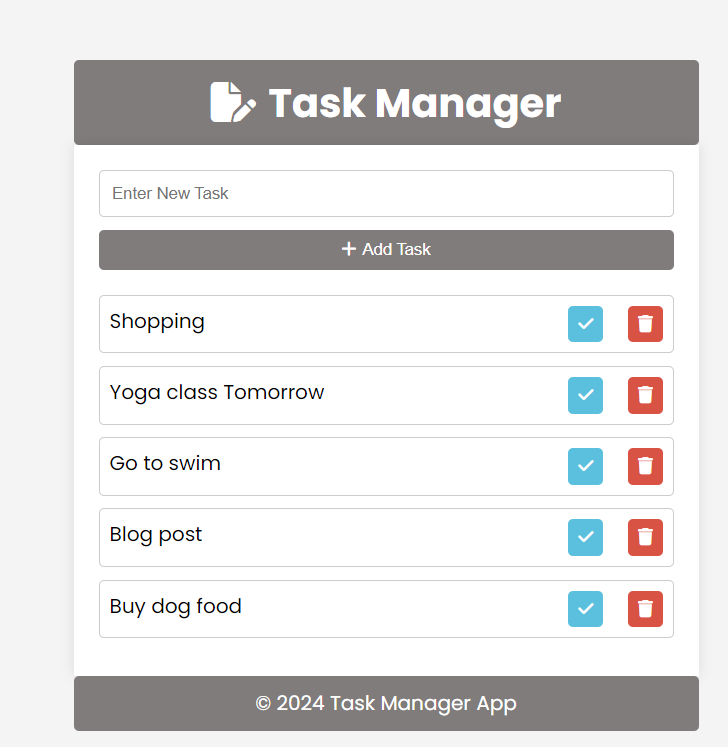 Task Manager
Enter New Task
Add Task
Shopping
Yoga class Tomorrow
Go to swim
Blog post
Buy dog food
© 2024 Task Manager App